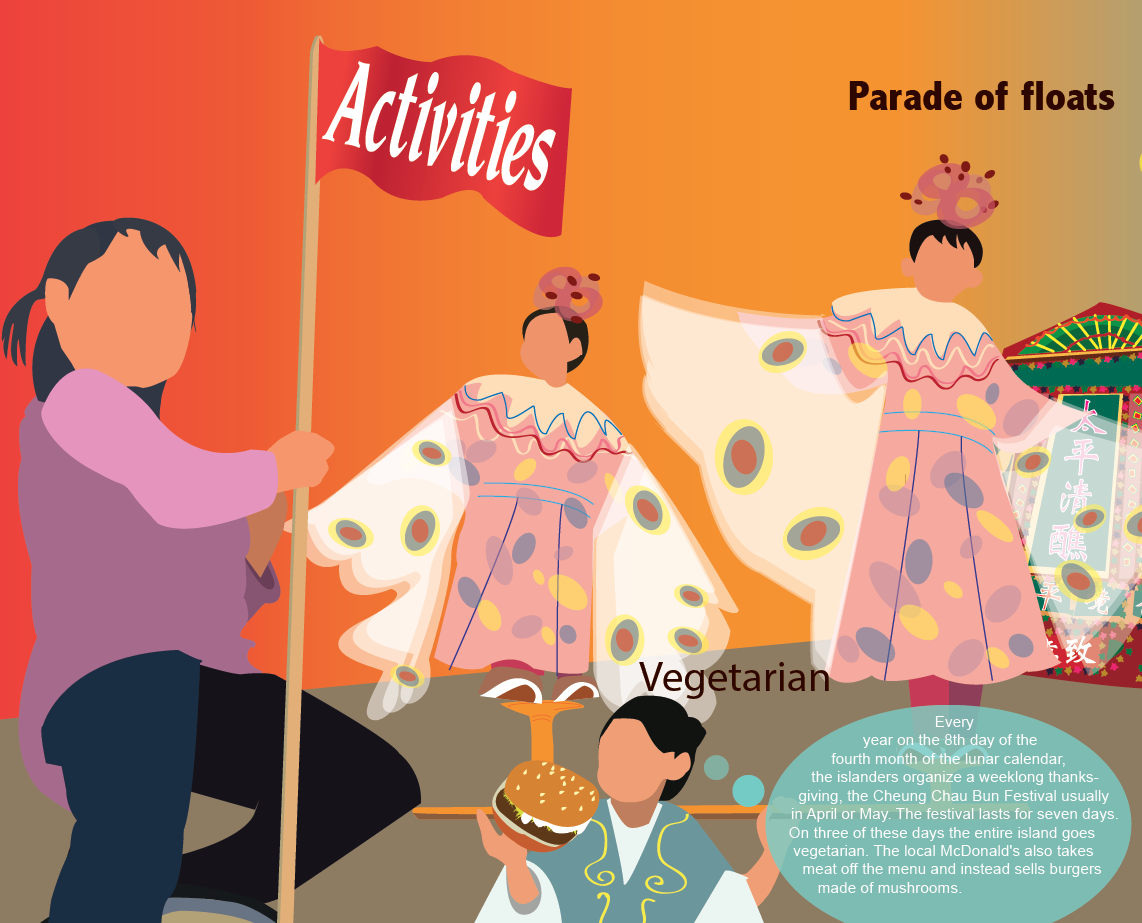 Activities
Parade of floats
太平清醮
致
Vegetarian
Every
year on the 8th day of the
fourth month of the lunar calendar,
the islanders organize a weeklong thanks-
giving, the Cheung Chau Bun Festival usually
in April or May. The festival lasts for seven days.
On three of these days the entire island goes
vegetarian. The local McDonald's also takes
meat off the menu and instead sells burgers
made of mushrooms.